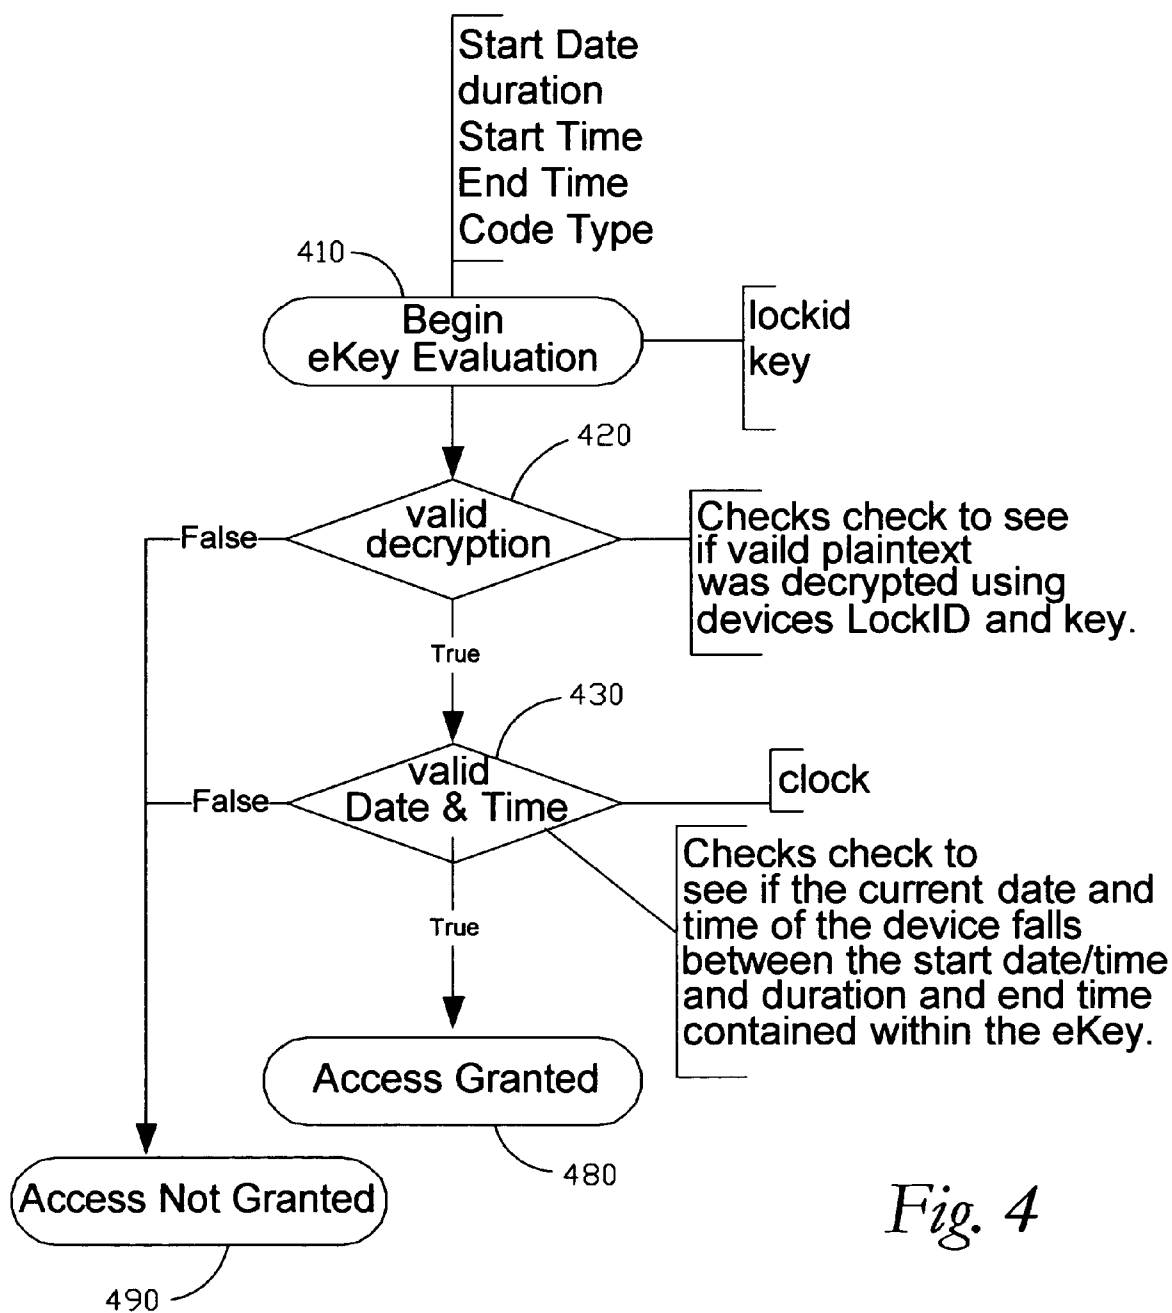 Start Date
duration
Start Time
End Time
Code Type
410
Begin
eKey Evaluation
lockid
key
420
valid
decryption
False
Checks check to see
if vaild plaintext
was decrypted using
devices LockID and key.
True
430
valid
Date & Time
False
clock
Checks check to
see if the current date and
time of the device falls
between the start date/time
and duration and end time
contained within the eKey.
True
Access Granted
480
Access Not Granted
490
Fig. 4